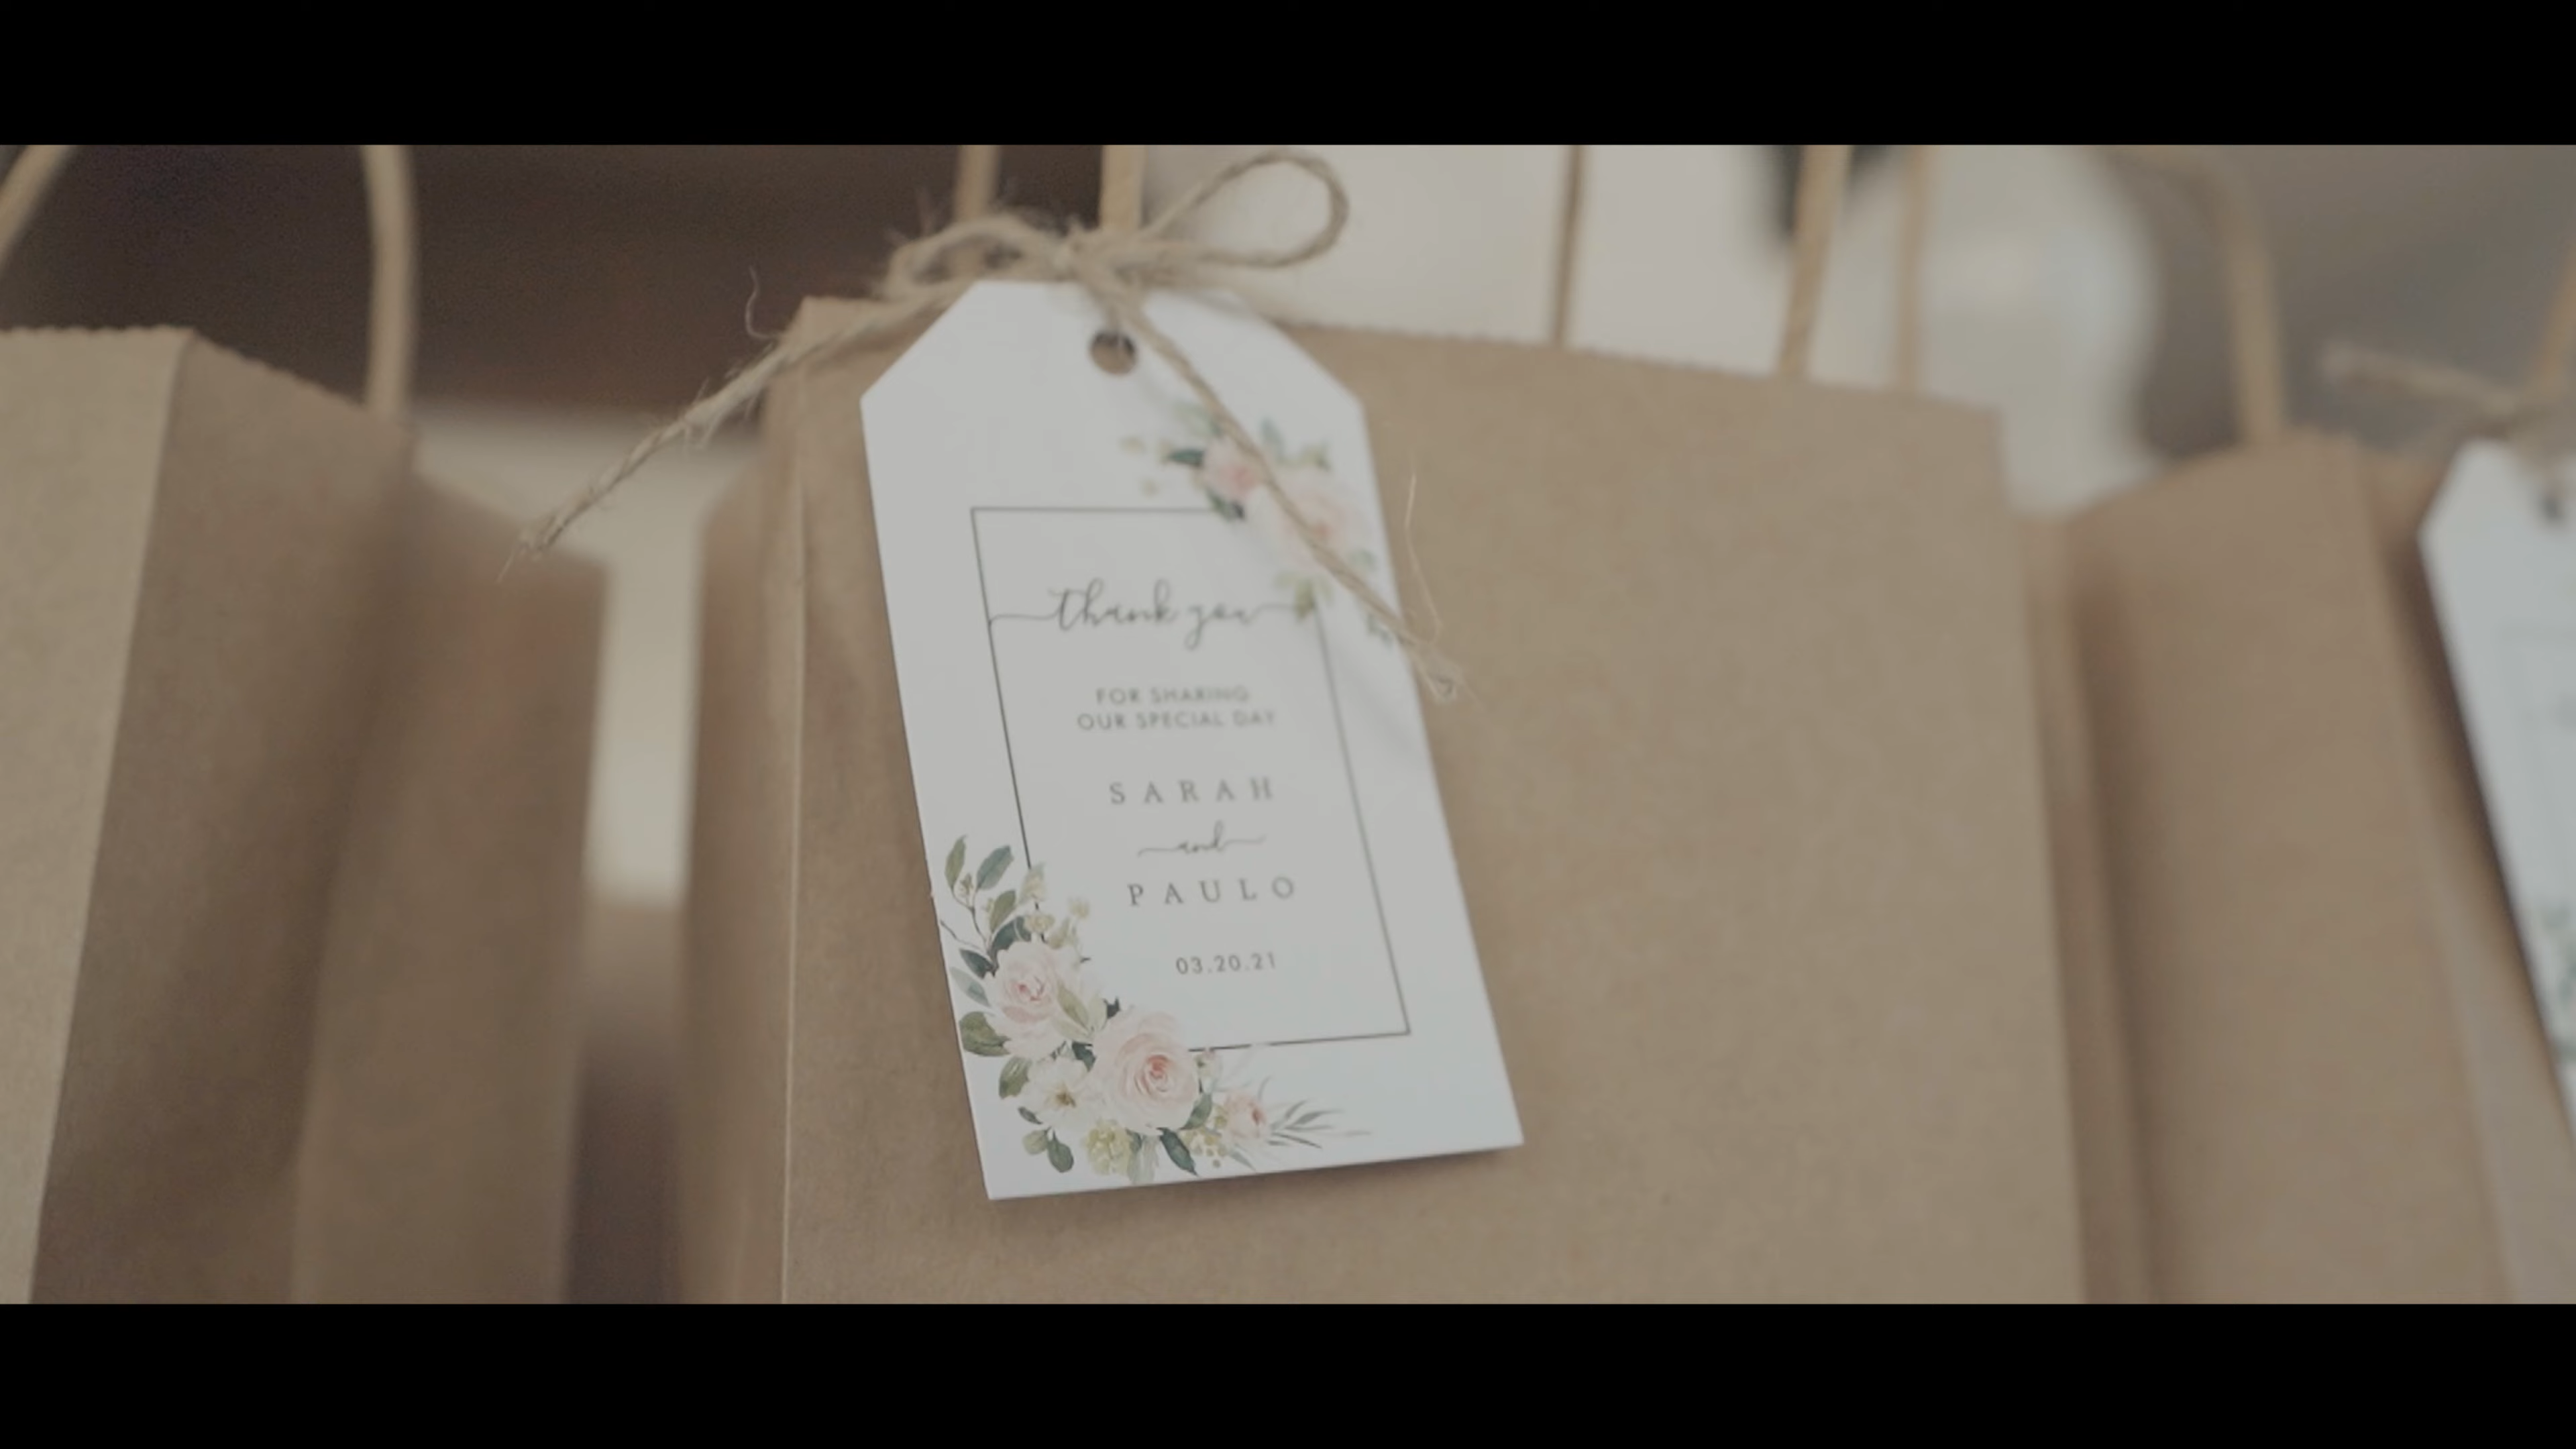 thank you
FOR SHARING
OUR SPECIAL DAY
SARAH
and
PAULO
03.20.21